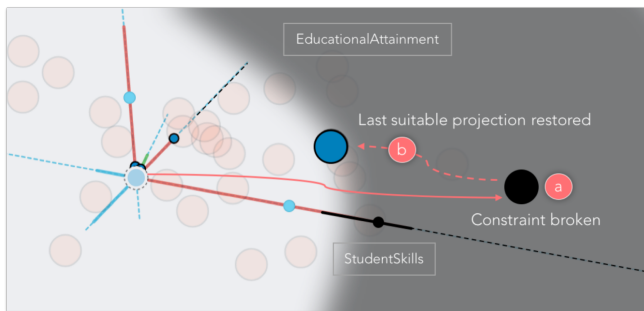 EducationalAttainment
Last suitable projection restored
b
a
Constraint broken
StudentSkills